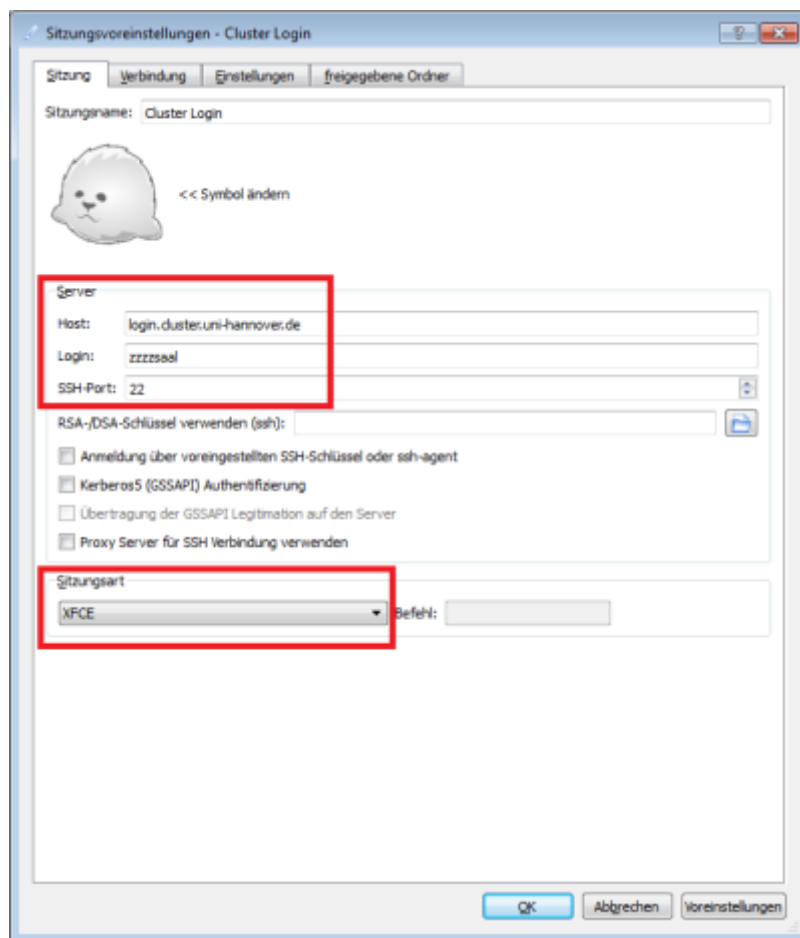 Sitzungsvoreinstellungen - Cluster Login
Sitzung Verbindung Einstellungen freigegebene Ordner
Sitzungsname: Cluster Login
<< Symbol ändern
Server
Host: login.cluster.uni-hannover.de
Login: zzzzsaal
SSH-Port: 22
RSA-/DSA-Schlüssel verwenden (ssh):
Anmeldung über voreingestellten SSH-Schlüssel oder ssh-agent
Kerberos5 (GSSAPI) Authentifizierung
Übertragung der GSSAPI Legitimation auf den Server
Proxy Server für SSH Verbindung verwenden
Sitzungsart
XFCE Befehl:
OK Abbrechen Voreinstellungen